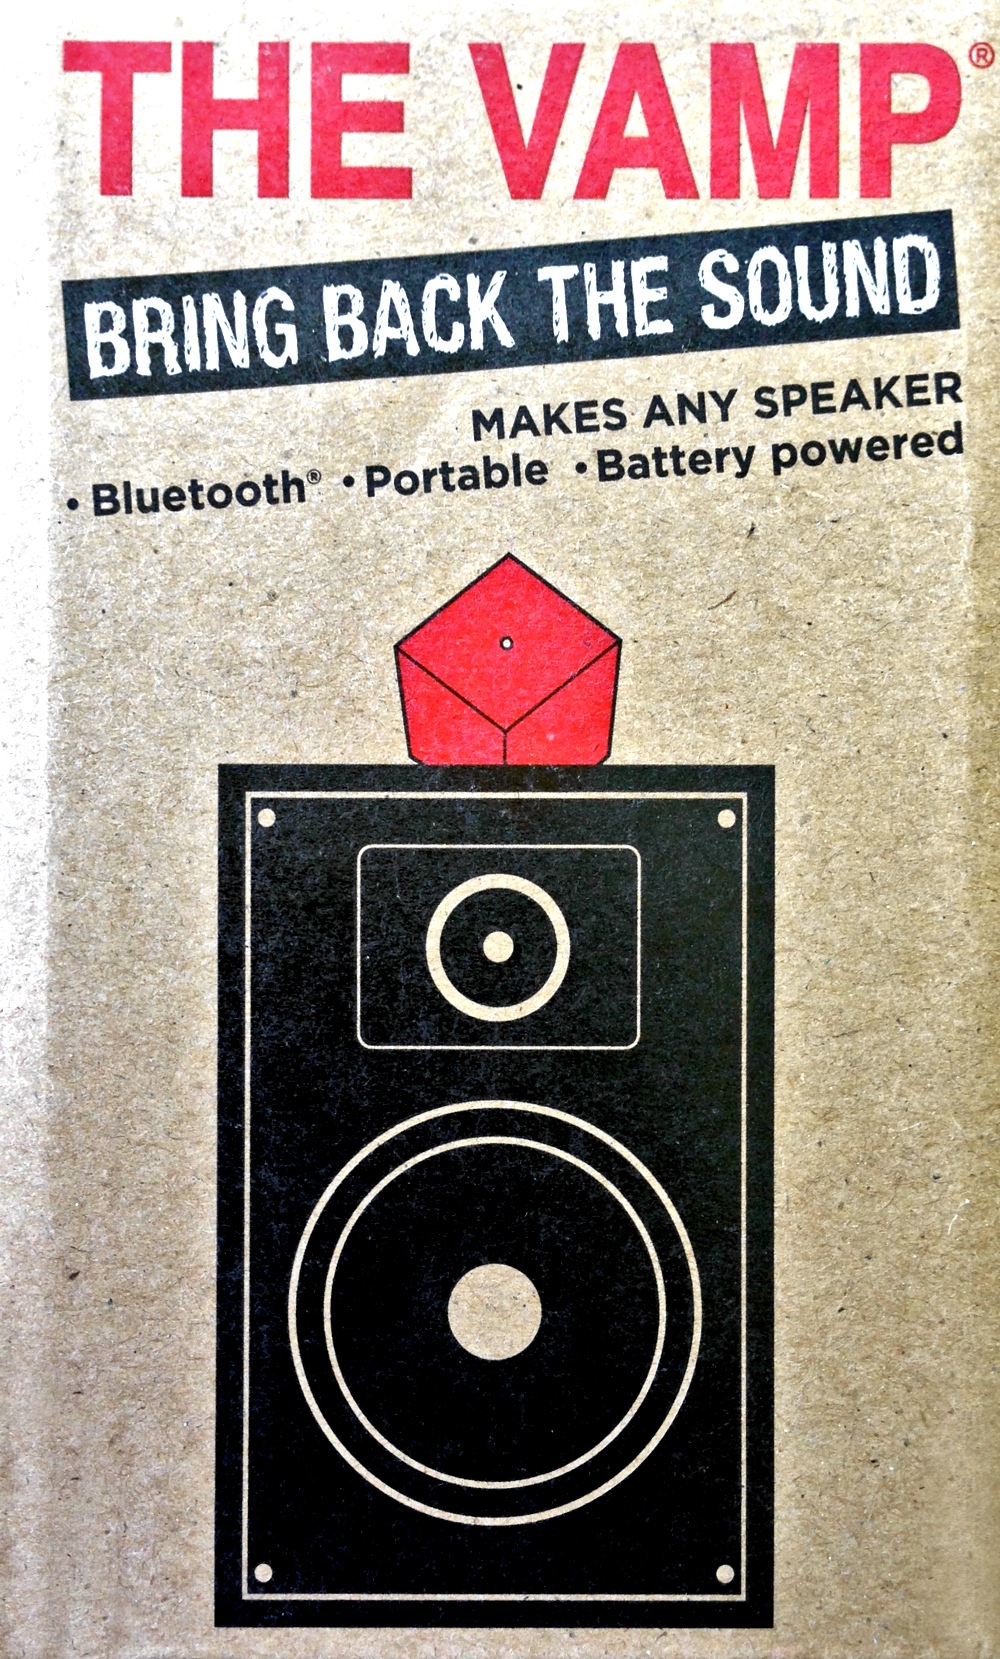 THE VAMP®
BRING BACK THE SOUND
MAKES ANY SPEAKER
• Bluetooth® • Portable • Battery powered